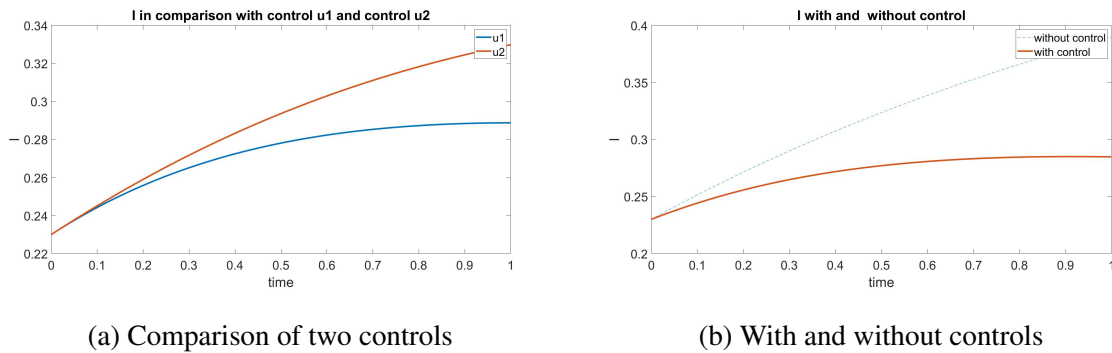 I in comparison with control u1 and control u2
0.34
0.32
0.3
0.28
0.26
0.24
0.22
I
u1
u2
0 0.1 0.2 0.3 0.4 0.5 0.6 0.7 0.8 0.9 1
time
(a) Comparison of two controls
I with and without control
0.4
0.35
0.3
0.25
0.2
I
without control
with control
0 0.1 0.2 0.3 0.4 0.5 0.6 0.7 0.8 0.9 1
time
(b) With and without controls